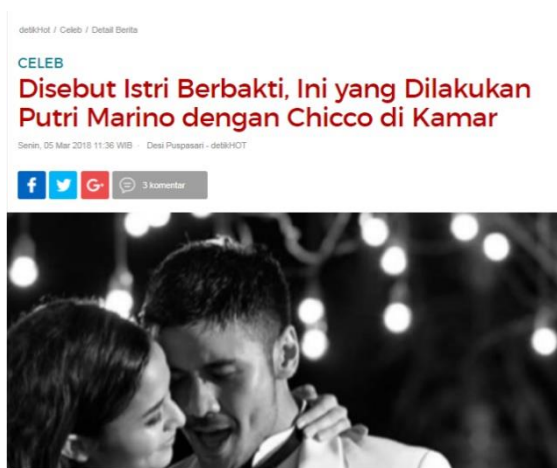 detikHot / Celeb / Detail Berita
CELEB
Disebut Istri Berbakti, Ini yang Dilakukan
Putri Marino dengan Chicco di Kamar
Senin, 05 Mar 2018 11:36 WIB - Desi Puspasari - detikHOT
f G+ 3 komentar